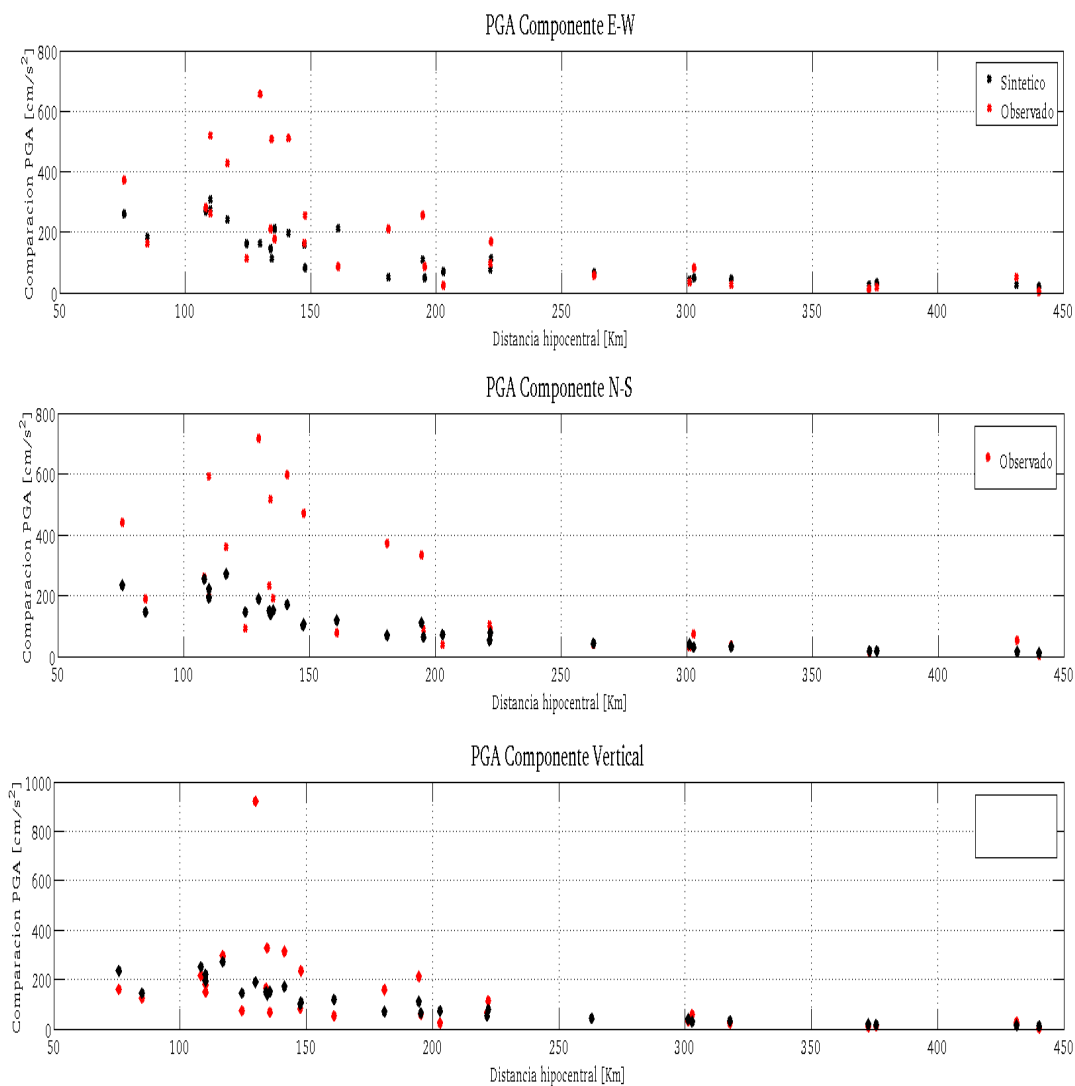 PGA Componente E-W
Comparacion PGA [cm/s²]
800
600
400
200
0
Sintetico
Observado
50 100 150 200 250 300 350 400 450
Distancia hipocentral [Km]
PGA Componente N-S
Comparacion PGA [cm/s²]
800
600
400
200
0
Observado
50 100 150 200 250 300 350 400 450
Distancia hipocentral [Km]
PGA Componente Vertical
Comparacion PGA [cm/s²]
1000
800
600
400
200
0
50 100 150 200 250 300 350 400 450
Distancia hipocentral [Km]